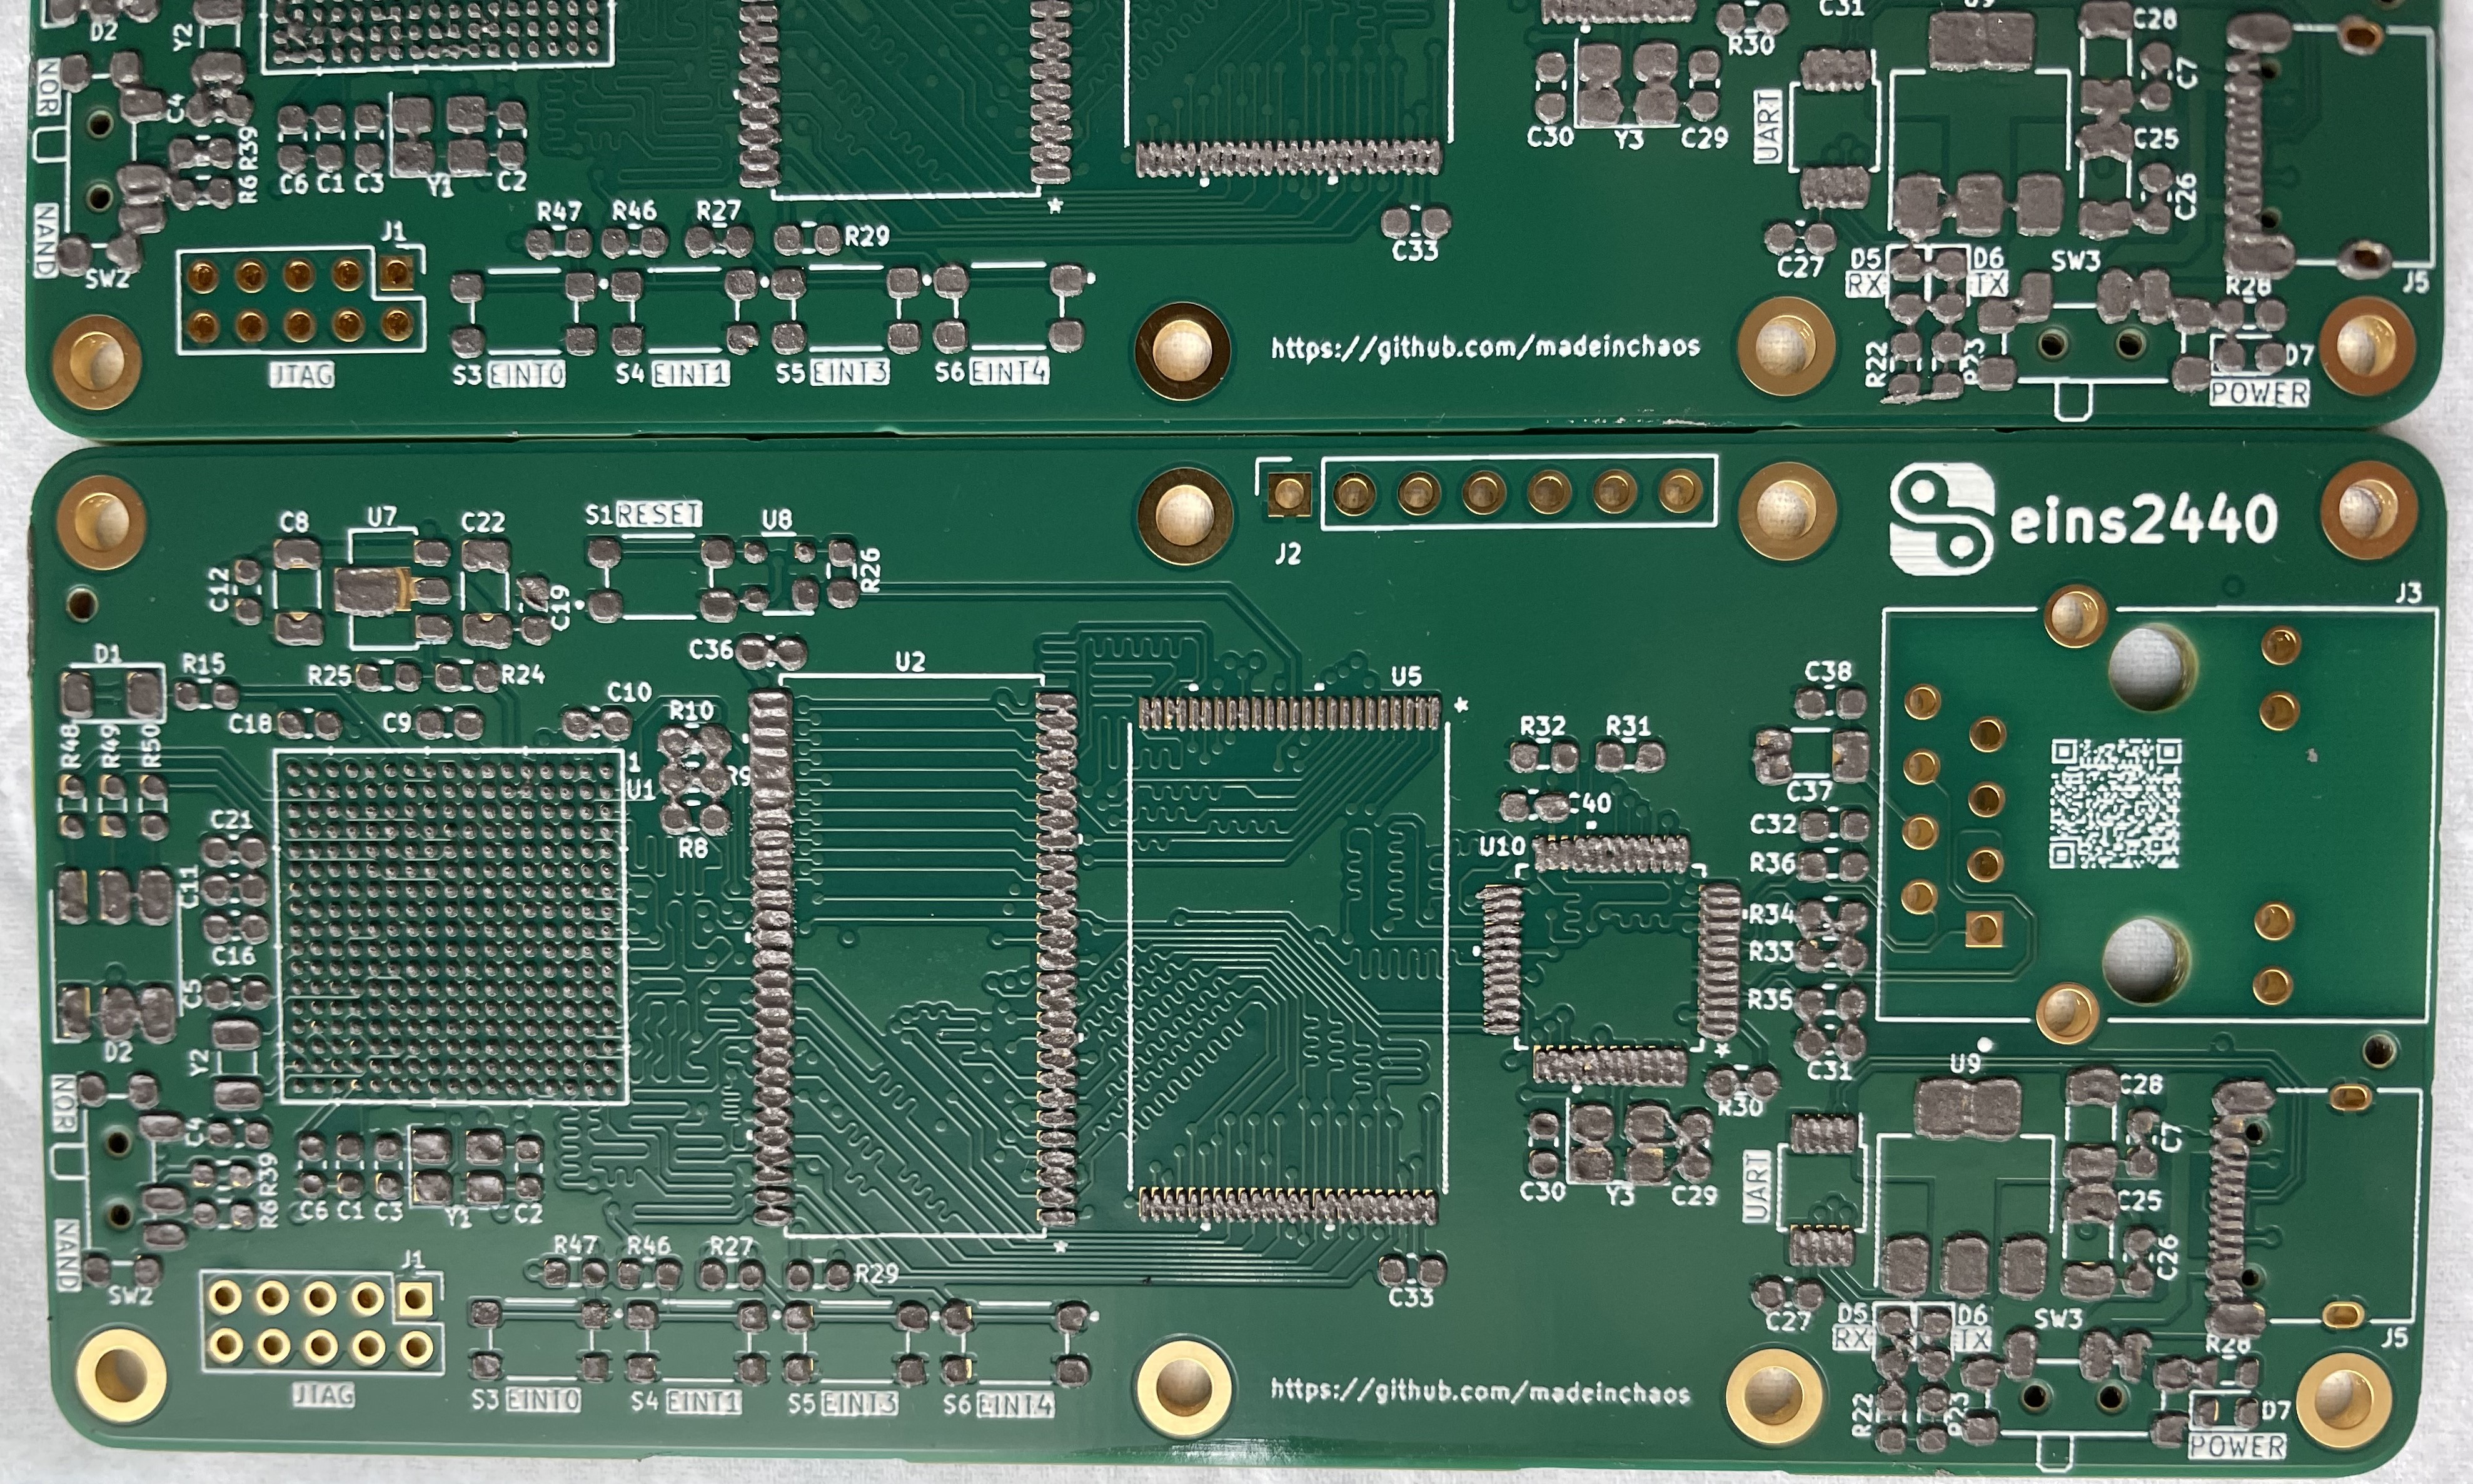 D2
Y2
U9
C31
C28
R30
NOR
C4
R39
R6
C6 C1 C3 Y1 C2
C30 Y3 C29
UART
C7
C25
C26
NAND
SW2
J1
R47 R46 R27 R29
C33
C27
D5 D6
RX TX
SW3
R28
J5
JTAG
S3 EINT0 S4 EINT1 S5 EINT3 S6 EINT4
https://github.com/madeinchaos
R22 R23
D7
POWER
C8 U7 C22 S1 RESET U8
J2
eins2440
C12 C19 R26
J3
D1 R15 R25 R24
C36 U2 U5
C18 C9 C10 R10
C38
R48 R49 R50
1
U1 R9
R32 R31
C37
C40
C21 R8
U10
C32
R36
C11
C16
R34
R33
C5
R35
D2
Y2
C31
U9
R30
C28
NOR
C4
R39
R6
C6 C1 C3 Y1 C2
C30 Y3 C29
UART
C7
C25
C26
NAND
SW2
J1
R47 R46 R27 R29
C33
C27
D5 D6
RX TX
SW3
R28
J5
JTAG
S3 EINT0 S4 EINT1 S5 EINT3 S6 EINT4
https://github.com/madeinchaos
R22 R23
D7
POWER